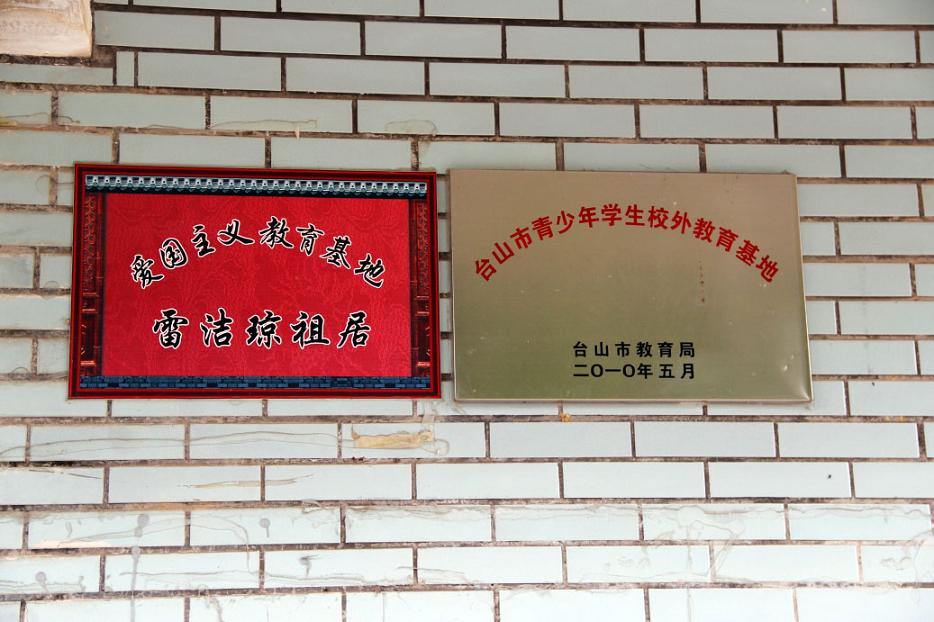 爱国主义教育基地
雷洁琼祖居
台山市青少年学生校外教育基地
台山市教育局
二〇一〇年五月